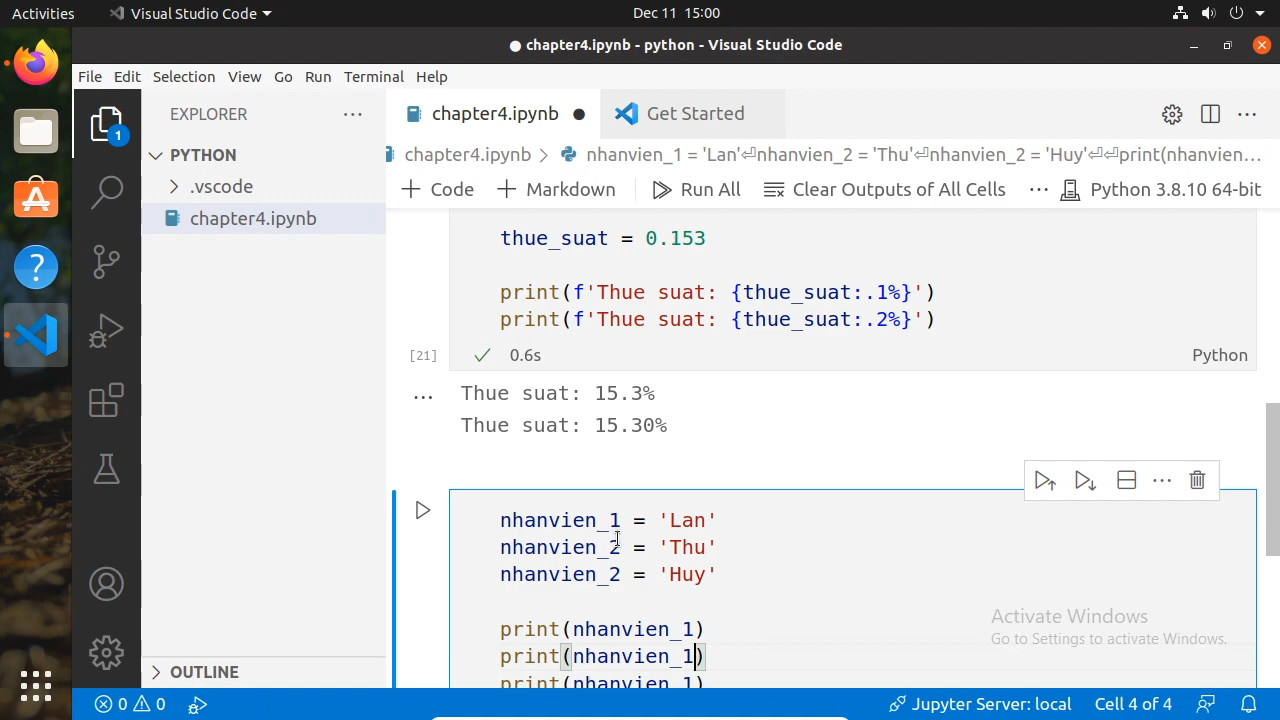 Activities
Visual Studio Code
Dec 11 15:00
● chapter4.ipynb - python - Visual Studio Code
File Edit Selection View Go Run Terminal Help
1
EXPLORER
PYTHON
.vscode
chapter4.ipynb
OUTLINE
chapter4.ipynb ●
Get Started
chapter4.ipynb > nhanvien_1 = 'Lan'⏎nhanvien_2 = 'Thu'⏎nhanvien_2 = 'Huy'⏎⏎print(nhanvien...
+ Code + Markdown Run All Clear Outputs of All Cells ... Python 3.8.10 64-bit
thue_suat = 0.153
print(f'Thue suat: {thue_suat:.1%}')
print(f'Thue suat: {thue_suat:.2%}')
[21] ✓ 0.6s Python
Thue suat: 15.3%
Thue suat: 15.30%
nhanvien_1 = 'Lan'
nhanvien_2 = 'Thu'
nhanvien_2 = 'Huy'
print(nhanvien_1)
print(nhanvien_1)
print(nhanvien_1)
Activate Windows
Go to Settings to activate Windows.
0 0
Jupyter Server: local Cell 4 of 4